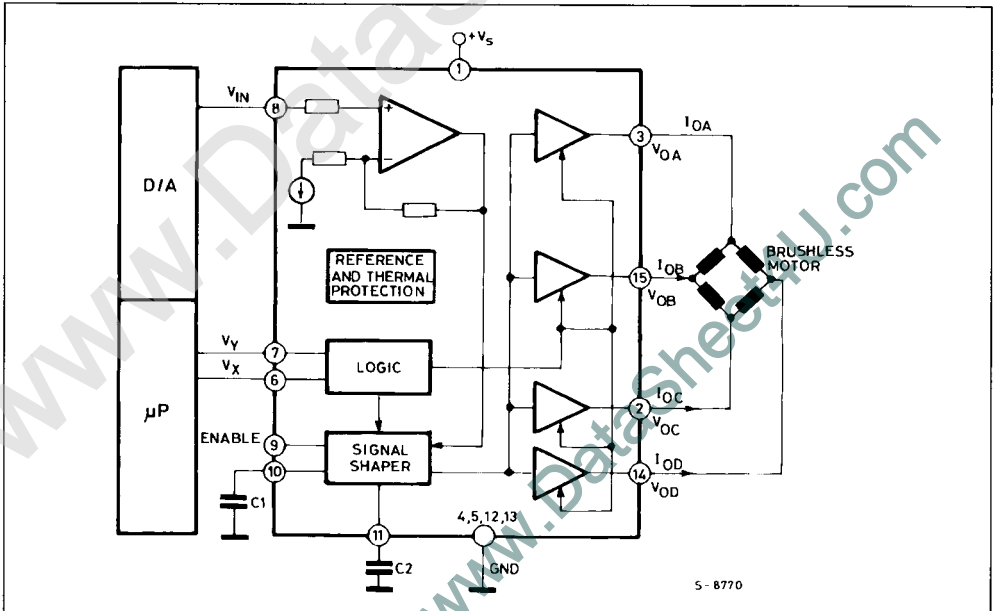 +Vs
1
D/A
VIN
8
+
−
3
IOA
VOA
REFERENCE
AND THERMAL
PROTECTION
15
IOB
VOB
BRUSHLESS
MOTOR
μP
VY
7
VX
6
LOGIC
ENABLE
9
10
SIGNAL
SHAPER
C1
2
IOC
VOC
14
IOD
VOD
11
C2
4,5,12,13
GND
S-8770
www.DataSheet4U.com
www.Datas